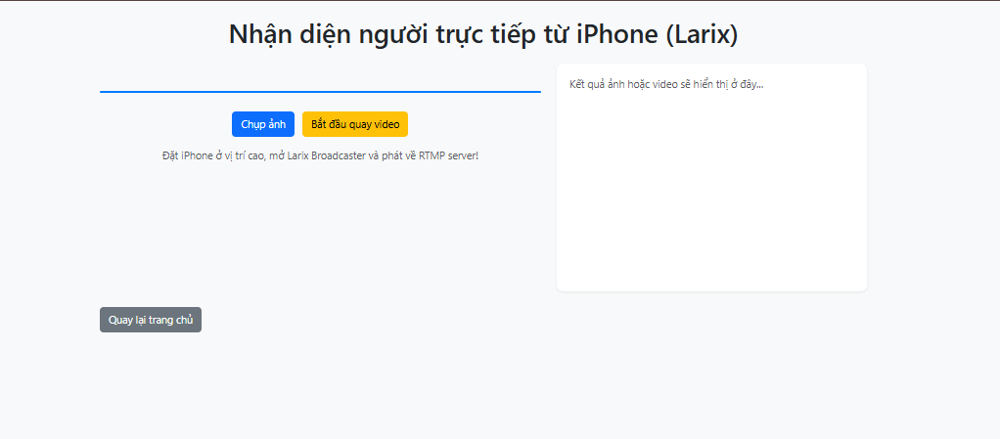 Nhận diện người trực tiếp từ iPhone (Larix)
Chụp ảnh
Bắt đầu quay video
Đặt iPhone ở vị trí cao, mở Larix Broadcaster và phát về RTMP server!
Kết quả ảnh hoặc video sẽ hiển thị ở đây...
Quay lại trang chủ